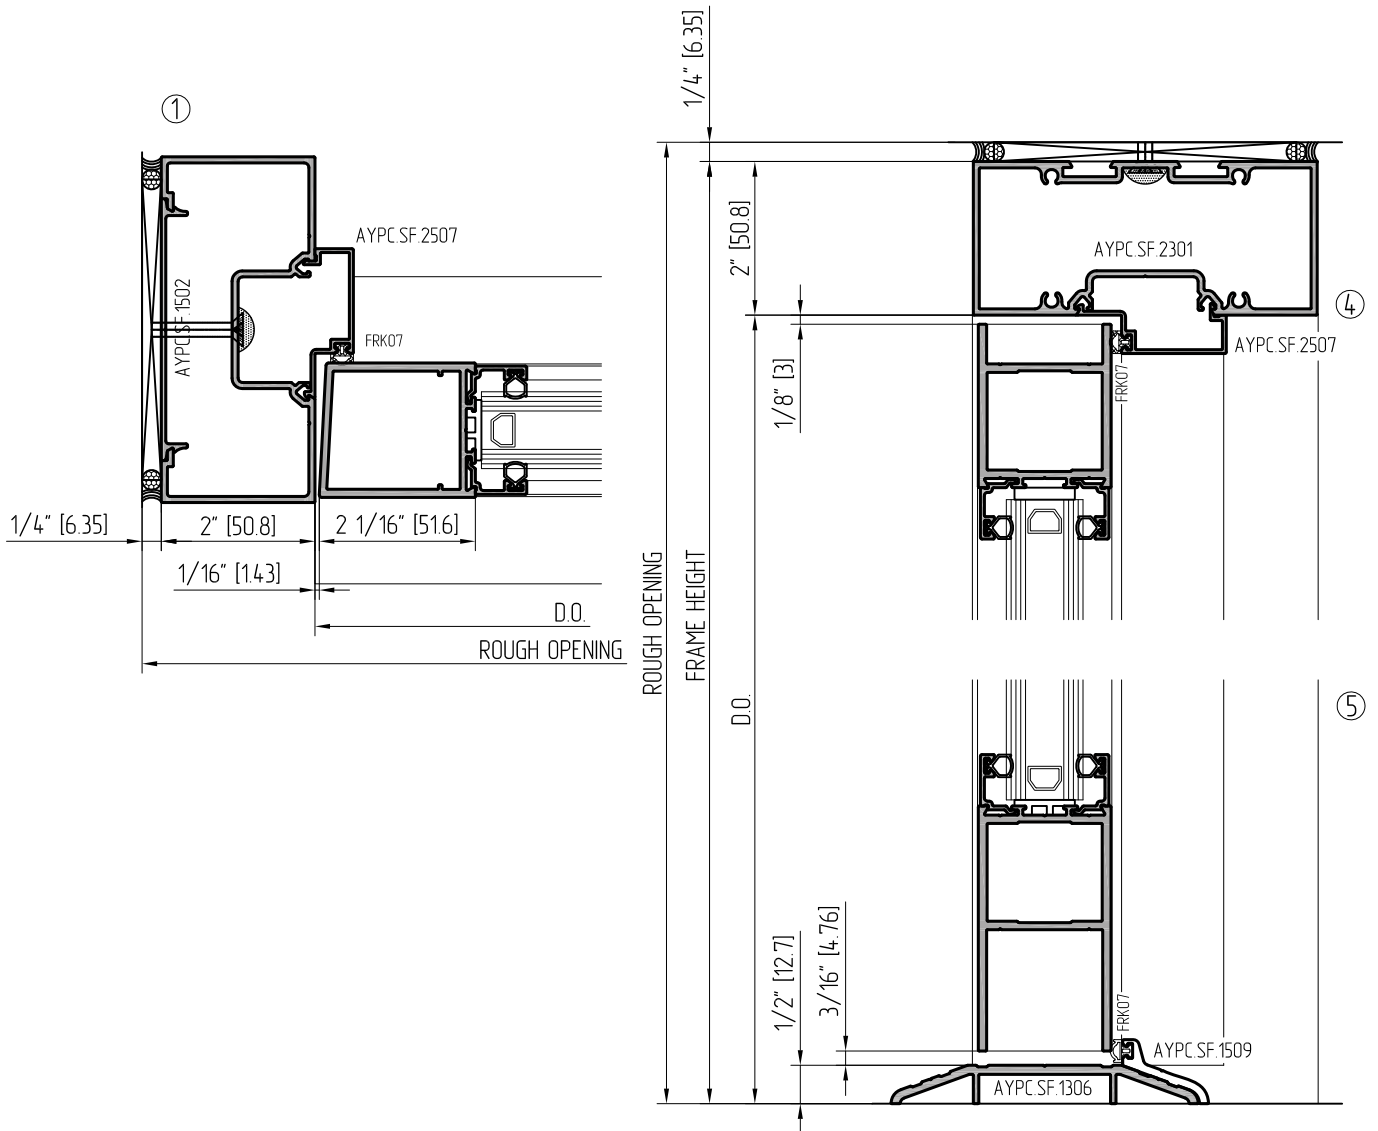 1
AYPC.SF.2507
AYPC.SF.1502
FRK07
1/4" [6.35]
2" [50.8]
2 1/16" [51.6]
1/16" [1.43]
D.O.
ROUGH OPENING
1/4" [6.35]
2" [50.8]
AYPC.SF.2301
4
AYPC.SF.2507
1/8" [3]
FRK07
ROUGH OPENING
FRAME HEIGHT
D.O.
5
1/2" [12.7]
3/16" [4.76]
FRK07
AYPC.SF.1509
AYPC.SF.1306